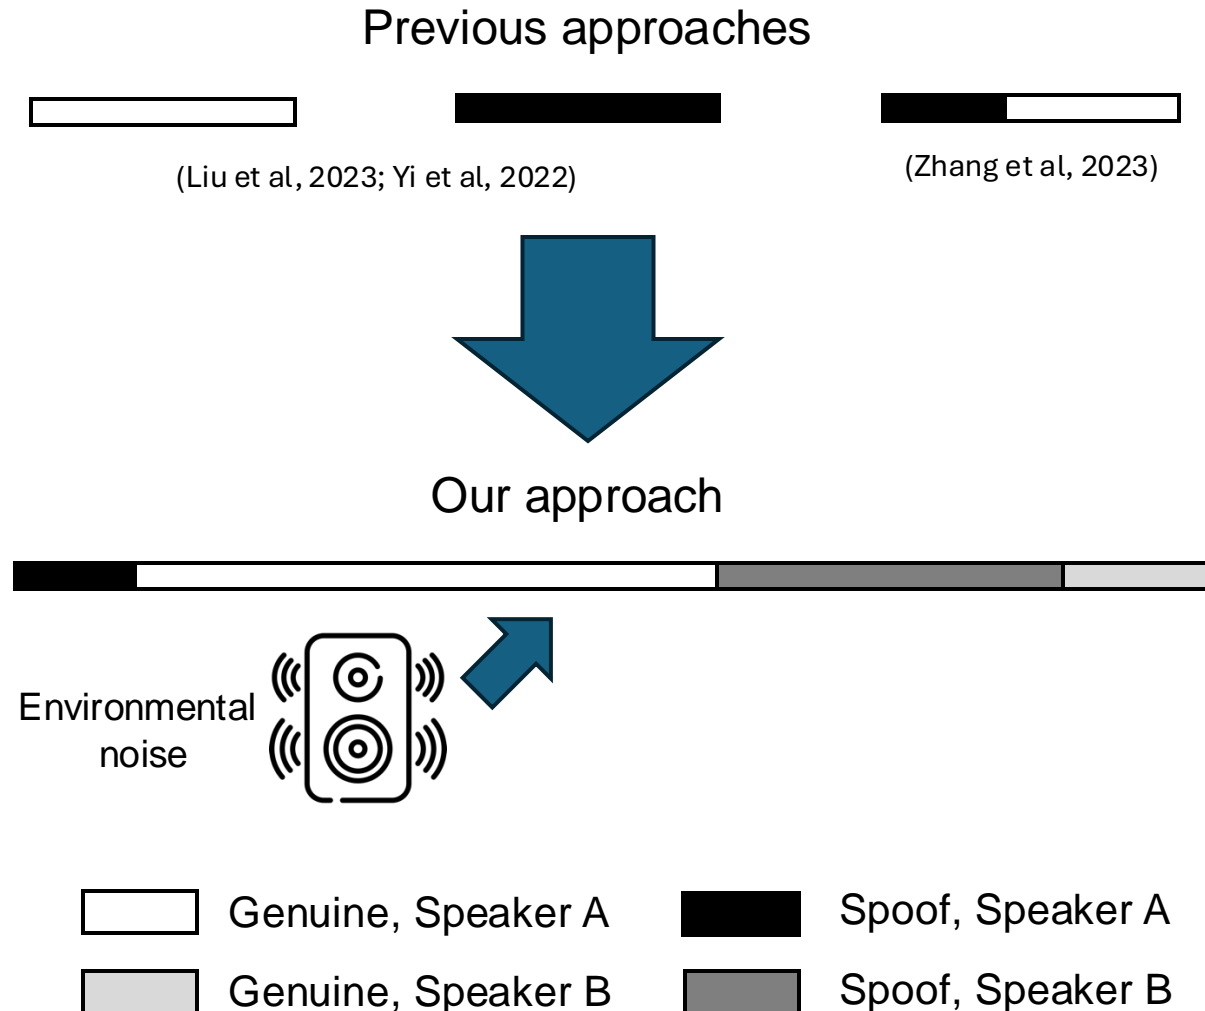 Previous approaches
(Liu et al, 2023; Yi et al, 2022)
(Zhang et al, 2023)
Our approach
Environmental
noise
Genuine, Speaker A
Spoof, Speaker A
Genuine, Speaker B
Spoof, Speaker B